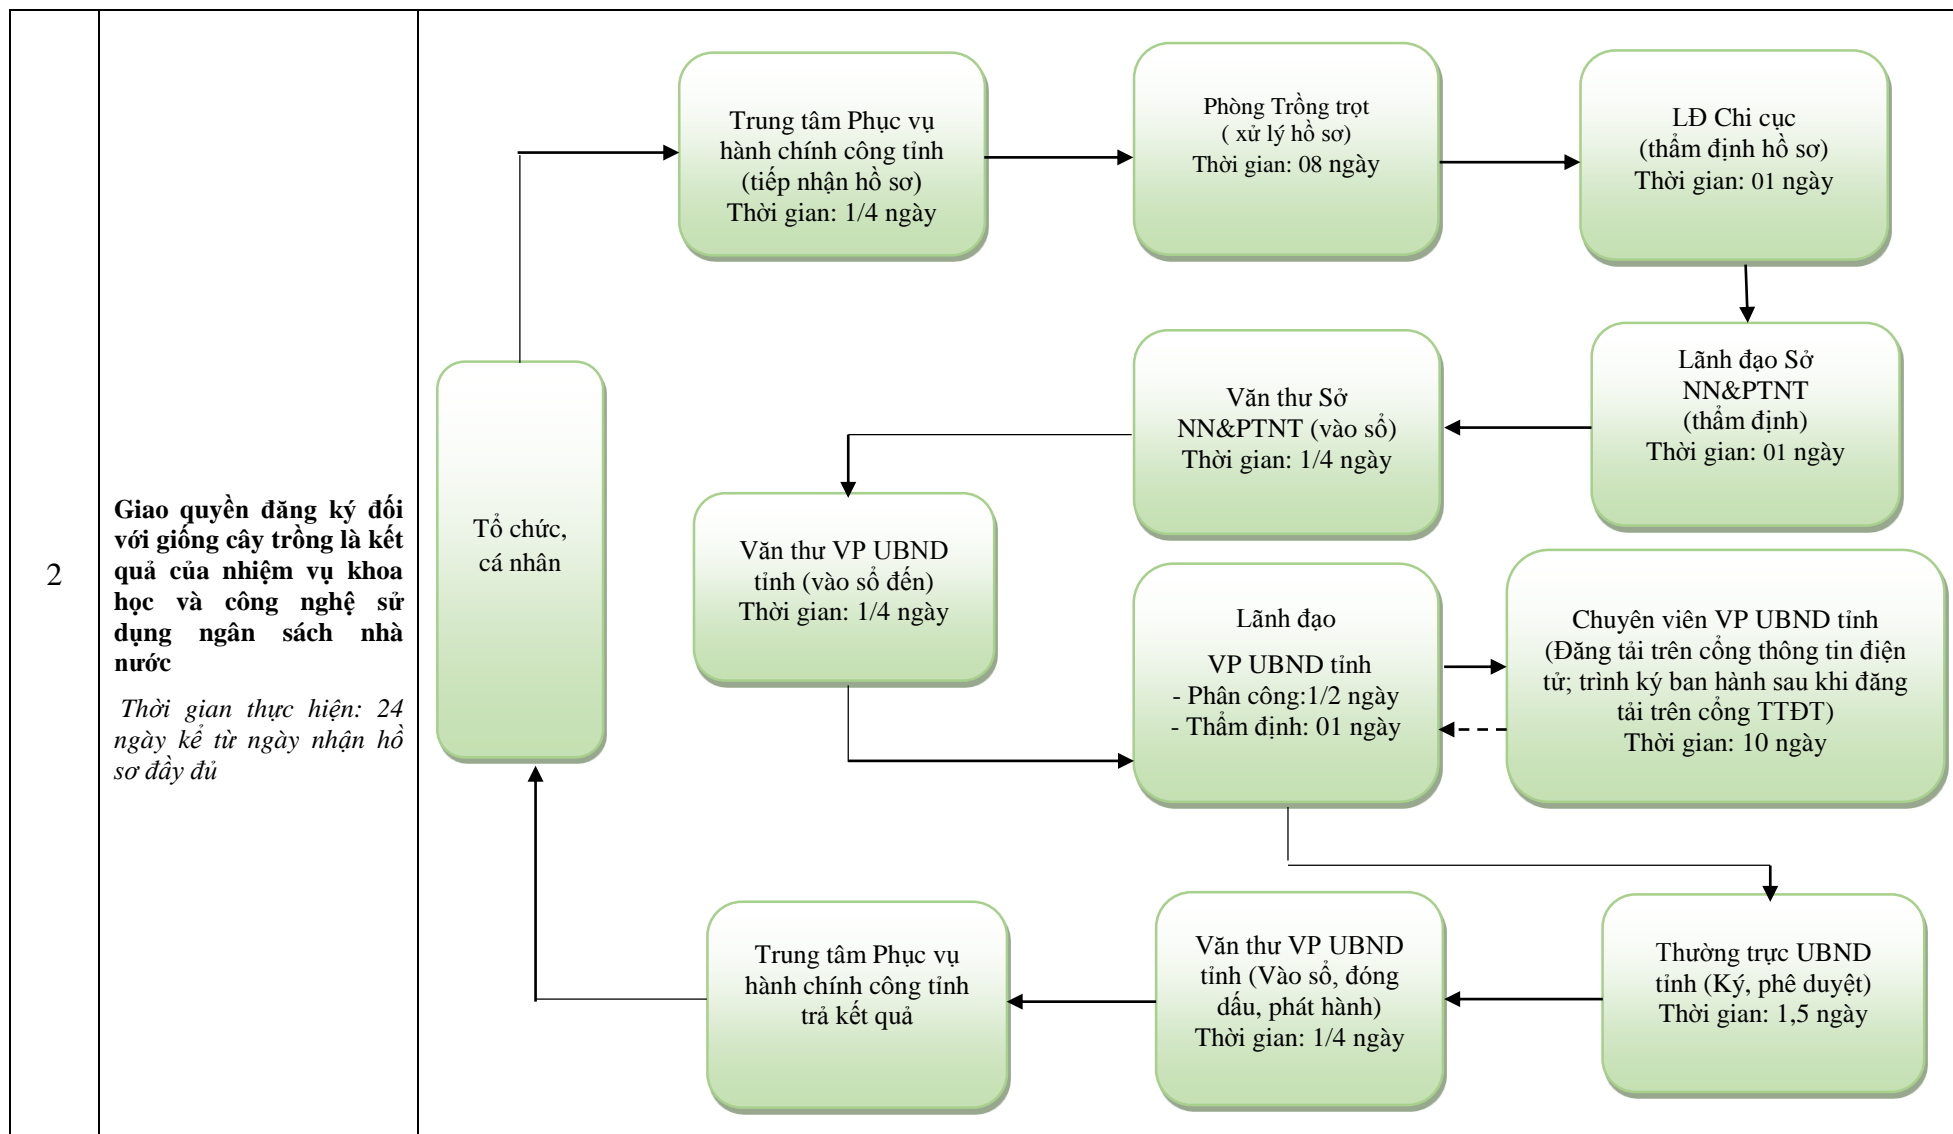 2
Giao quyền đăng ký đối
với giống cây trồng là kết
quả của nhiệm vụ khoa
học và công nghệ sử
dụng ngân sách nhà
nước
Thời gian thực hiện: 24
ngày kể từ ngày nhận hồ
sơ đầy đủ
Tổ chức,
cá nhân
Trung tâm Phục vụ
hành chính công tỉnh
(tiếp nhận hồ sơ)
Thời gian: 1/4 ngày
Phòng Trồng trọt
( xử lý hồ sơ)
Thời gian: 08 ngày
LĐ Chi cục
(thẩm định hồ sơ)
Thời gian: 01 ngày
Lãnh đạo Sở
NN&PTNT
(thẩm định)
Thời gian: 01 ngày
Văn thư Sở
NN&PTNT (vào sổ)
Thời gian: 1/4 ngày
Văn thư VP UBND
tỉnh (vào sổ đến)
Thời gian: 1/4 ngày
Lãnh đạo
VP UBND tỉnh
- Phân công:1/2 ngày
- Thẩm định: 01 ngày
Chuyên viên VP UBND tỉnh
(Đăng tải trên cổng thông tin điện
tử; trình ký ban hành sau khi đăng
tải trên cổng TTĐT)
Thời gian: 10 ngày
Thường trực UBND
tỉnh (Ký, phê duyệt)
Thời gian: 1,5 ngày
Văn thư VP UBND
tỉnh (Vào sổ, đóng
dấu, phát hành)
Thời gian: 1/4 ngày
Trung tâm Phục vụ
hành chính công tỉnh
trả kết quả